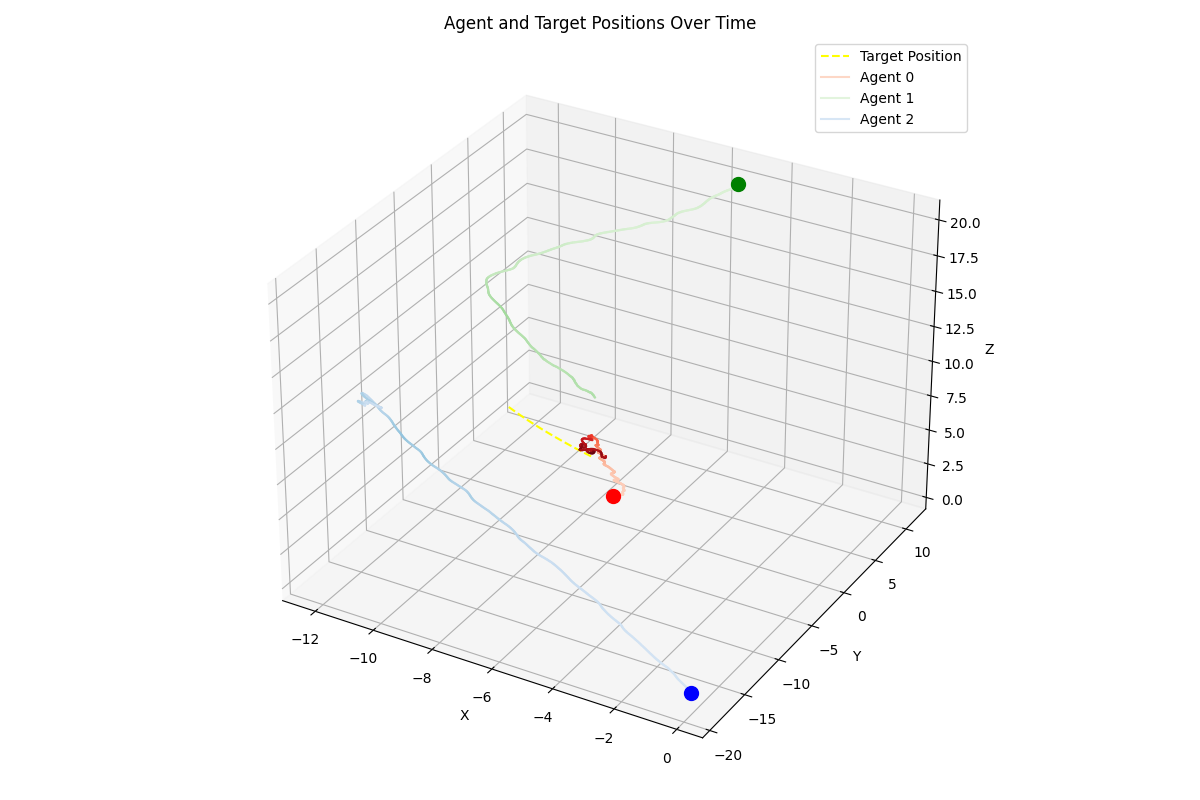 Agent and Target Positions Over Time
Target Position
Agent 0
Agent 1
Agent 2
20.0
17.5
15.0
12.5
10.0
7.5
5.0
2.5
0.0
Z
10
5
0
−5
−10
−15
−20
Y
−12
−10
−8
−6
−4
−2
0
X